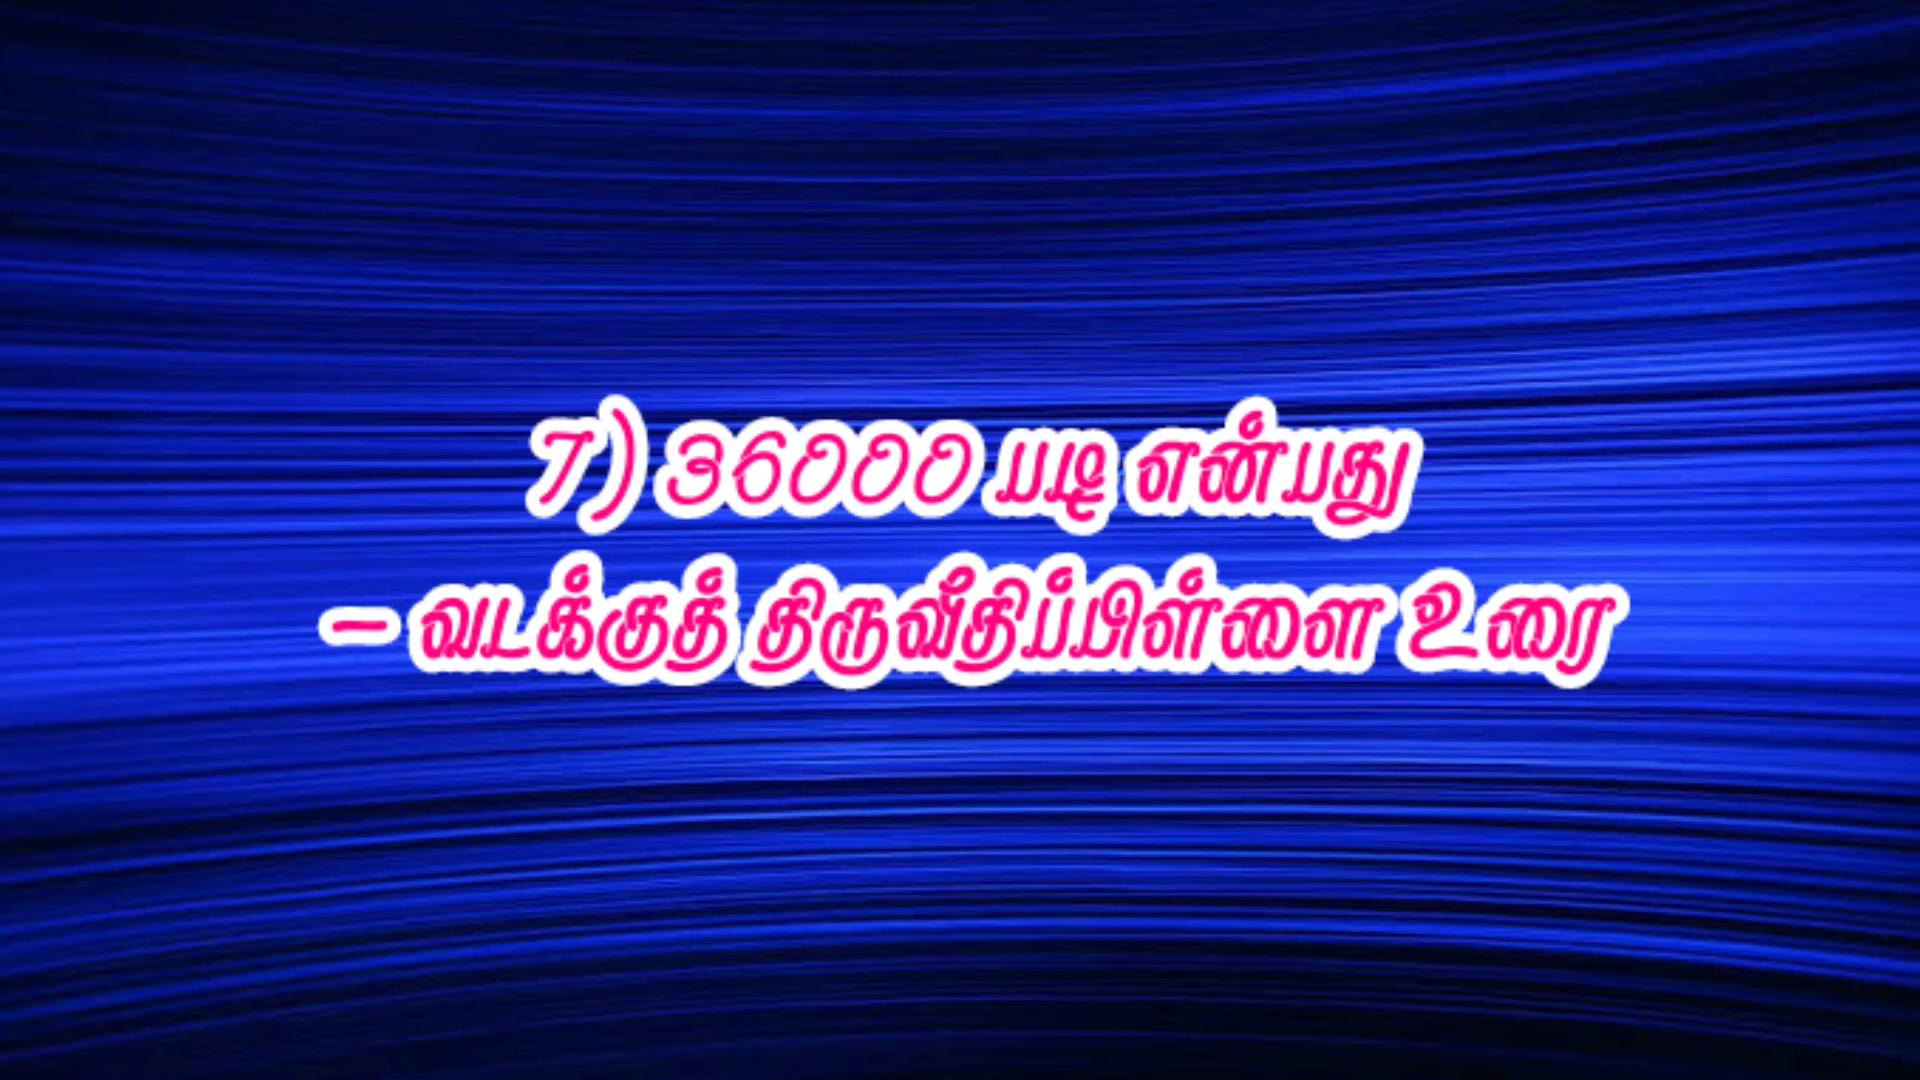 7) 36000 படி என்பது
– வடக்குத் திருவீதிப்பிள்ளை உரை